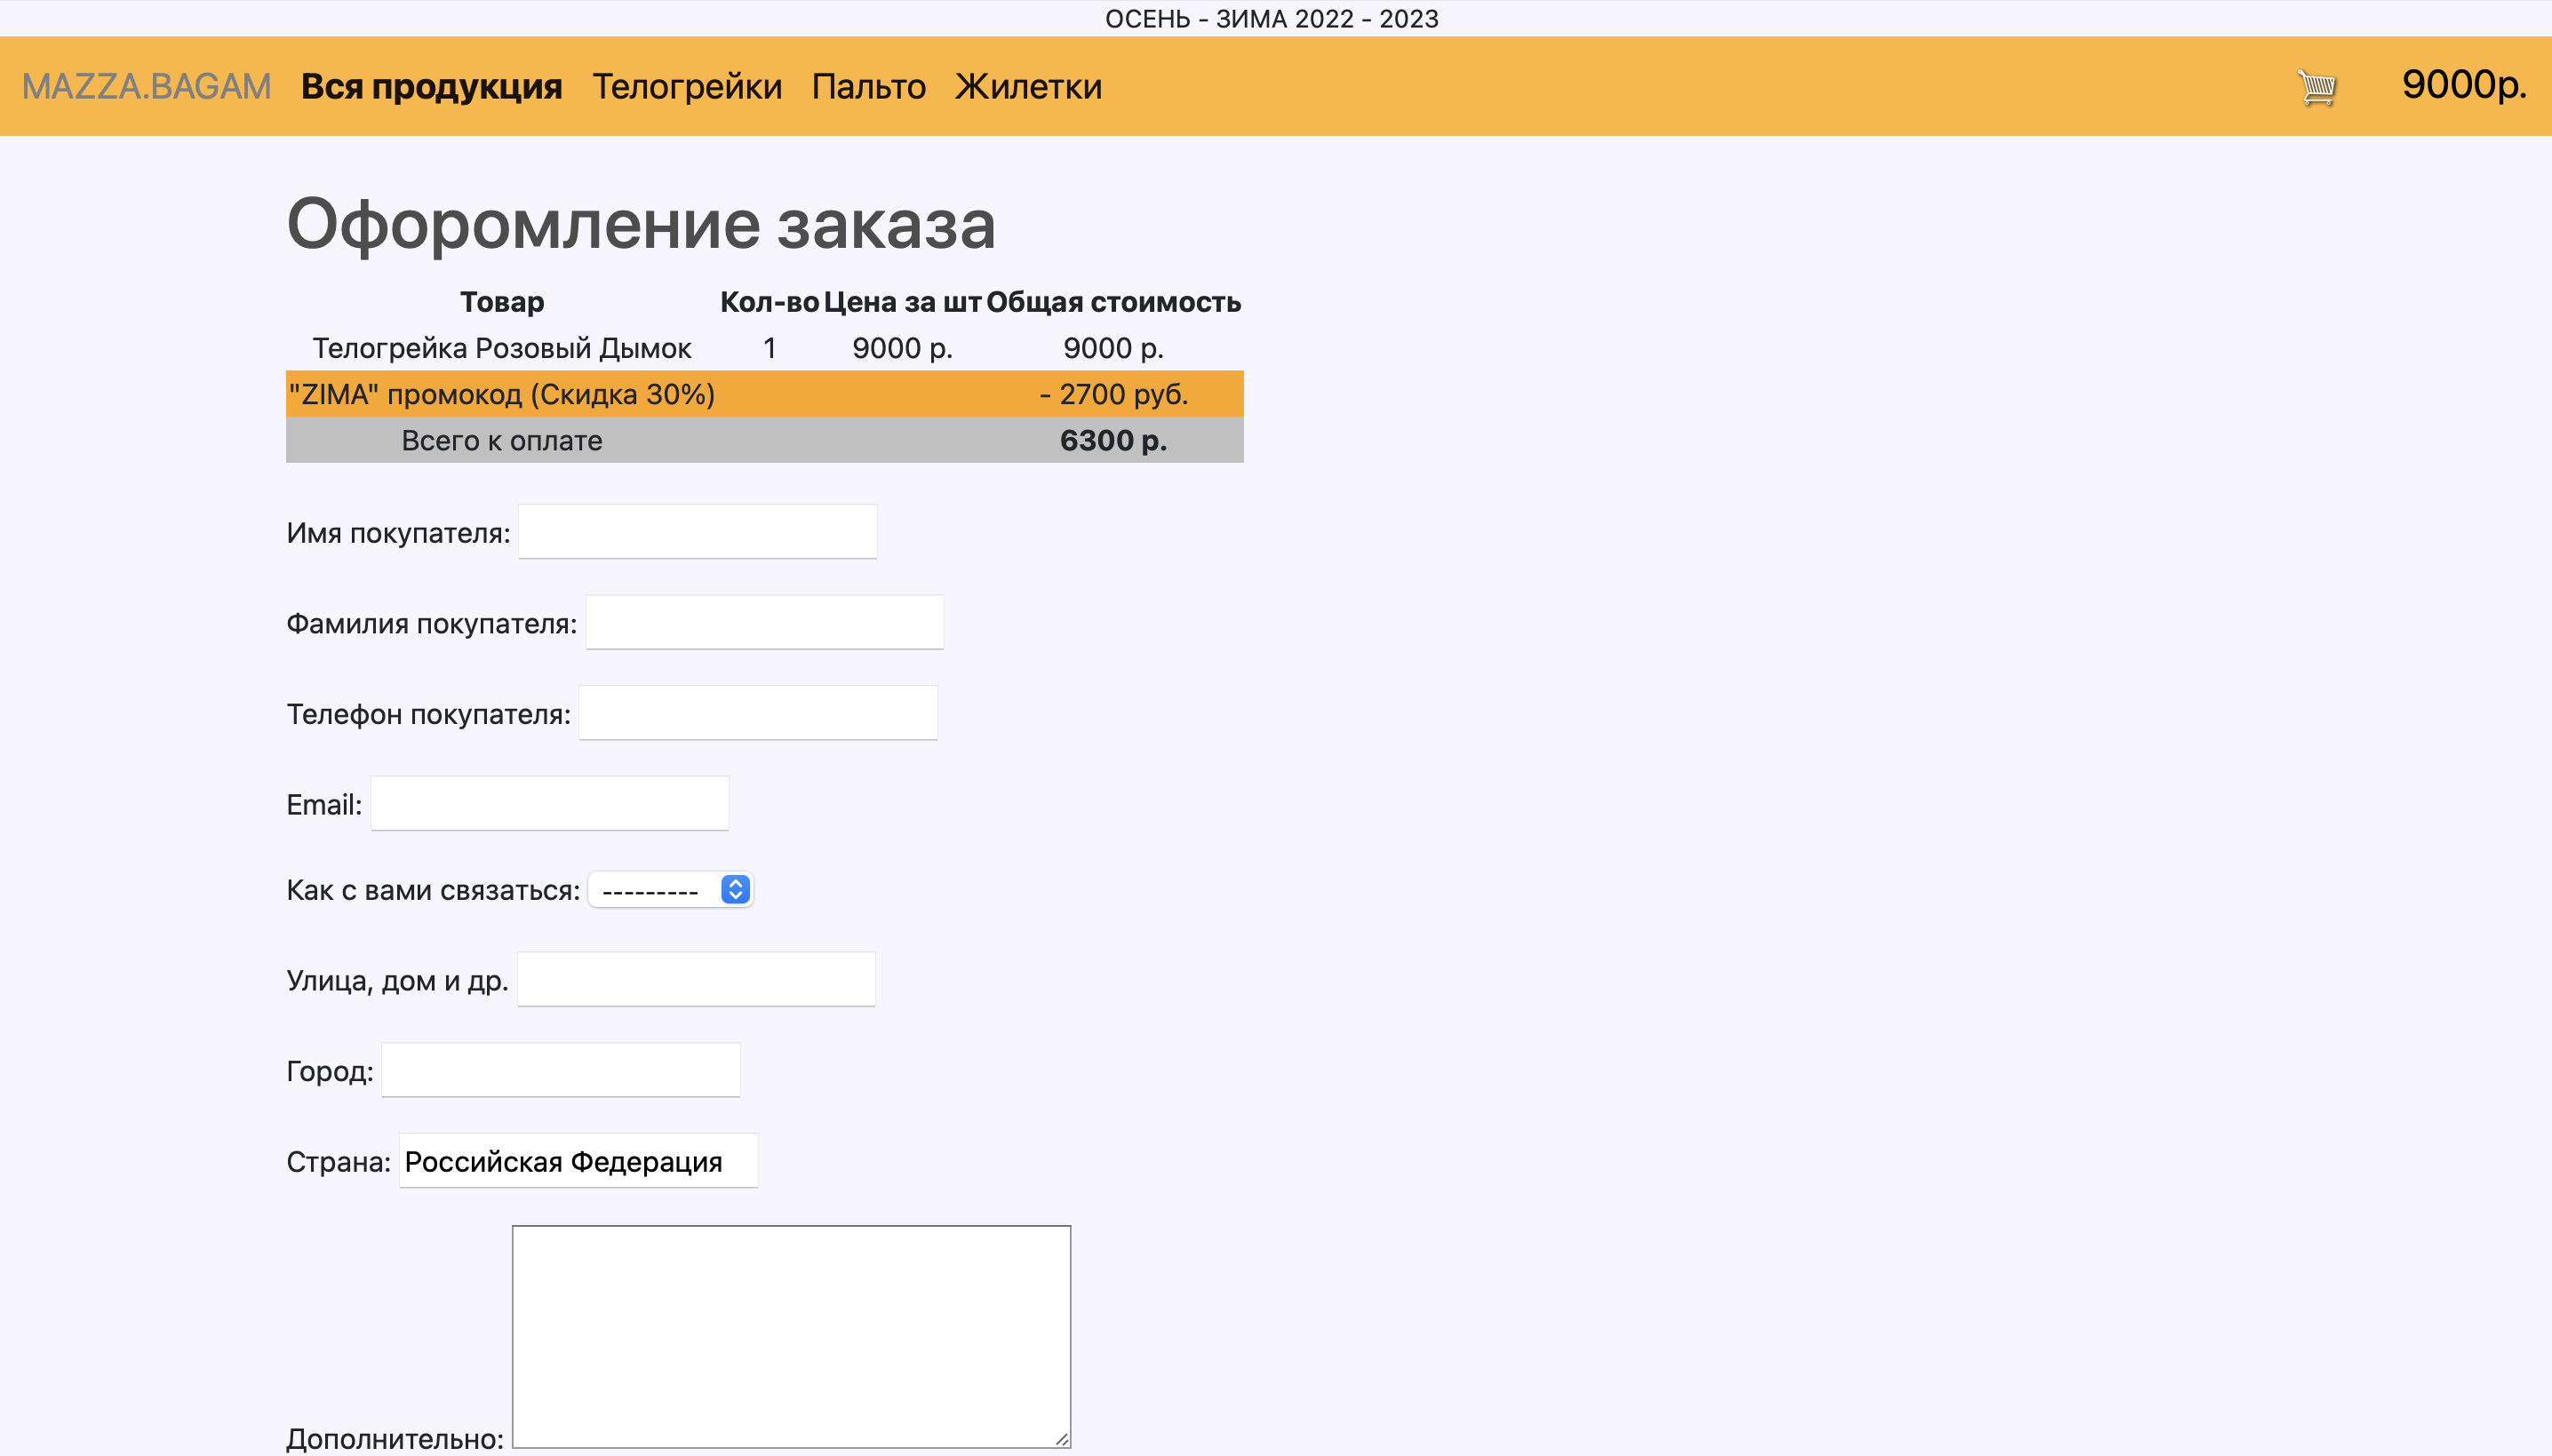 ОСЕНЬ - ЗИМА 2022 - 2023
MAZZA.BAGAM Вся продукция Телогрейки Пальто Жилетки 9000р.
Офоромление заказа
Товар Кол-во Цена за шт Общая стоимость
Телогрейка Розовый Дымок 1 9000 р. 9000 р.
"ZIMA" промокод (Скидка 30%) - 2700 руб.
Всего к оплате 6300 р.
Имя покупателя:
Фамилия покупателя:
Телефон покупателя:
Email:
Как с вами связаться: ---------
Улица, дом и др.
Город:
Страна: Российская Федерация
Дополнительно: